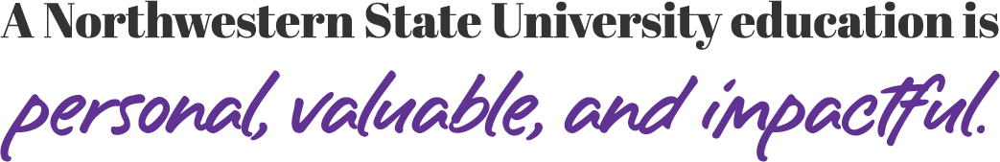 A Northwestern State University education is
personal, valuable, and impactful.